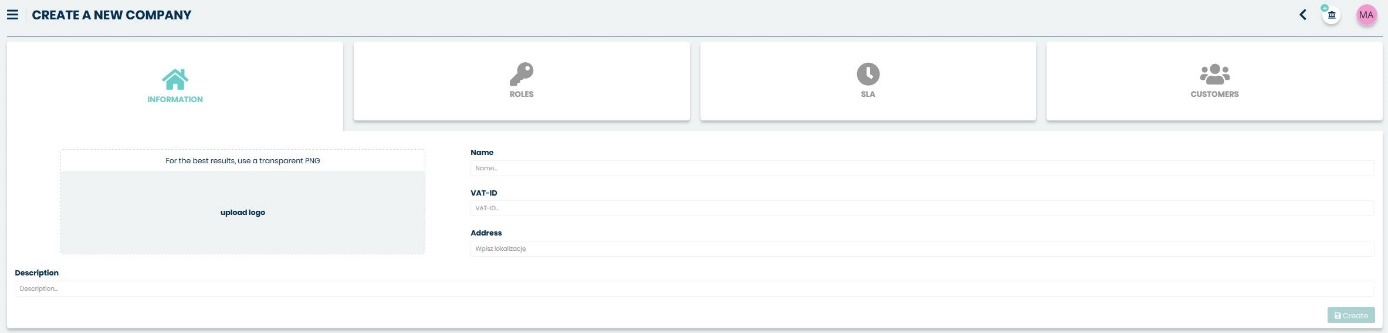 CREATE A NEW COMPANY
MA
INFORMATION
ROLES
SLA
CUSTOMERS
For the best results, use a transparent PNG
upload logo
Name
Name...
VAT-ID
VAT-ID...
Address
Wpisz lokalizację
Description
Description...
Create